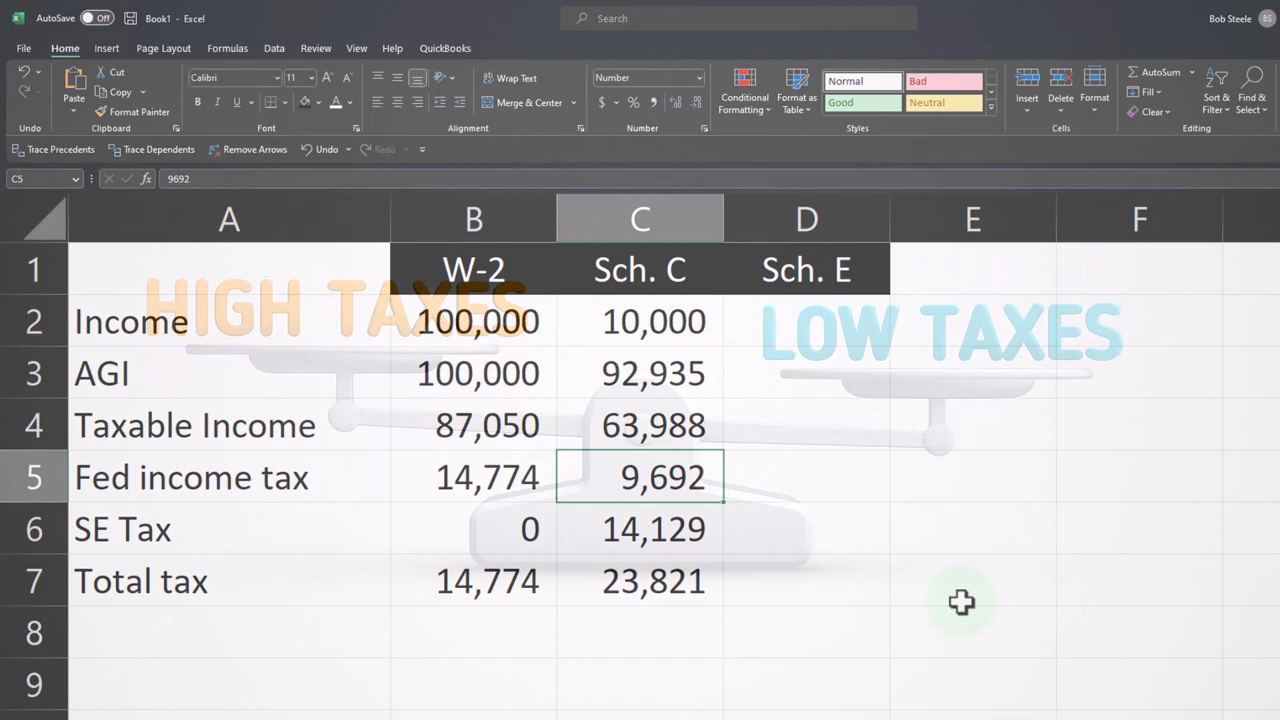 AutoSave Off Book1 - Excel Search Bob Steele BS
File Home Insert Page Layout Formulas Data Review View Help QuickBooks
Cut Calibri 11 Wrap Text Number Normal Bad AutoSum
Paste Copy Conditional Formatting Format as Table Insert Delete Format Fill Sort & Filter Find & Select
Format Painter B I U A Merge & Center $ % Good Neutral Clear
Undo Clipboard Font Alignment Number Styles Cells Editing
Trace Precedents Trace Dependents Remove Arrows Undo Redo
C5 fx 9692
A B C D E F
1 W-2 Sch. C Sch. E
HIGH TAXES LOW TAXES
2 Income 100,000 10,000
3 AGI 100,000 92,935
4 Taxable Income 87,050 63,988
5 Fed income tax 14,774 9,692
6 SE Tax 0 14,129
7 Total tax 14,774 23,821
8
9